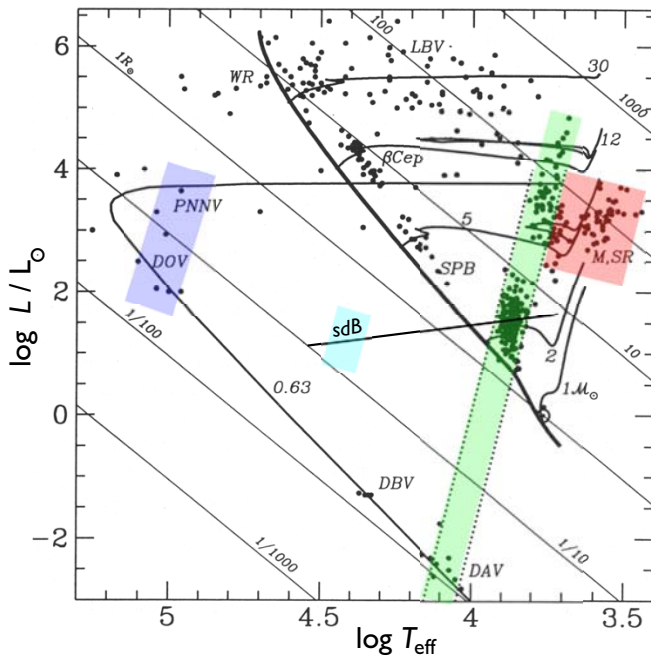 100
1R⊙
LBV
30
6
WR
1000
12
βCep
4
PNNV
5
DOV
M,SR
SPB
log L / L⊙
2
1/100
sdB
2
10
1ℳ⊙
0.63
0
DBV
1/10
-2
1/1000
DAV
5
4.5
4
3.5
log Teff